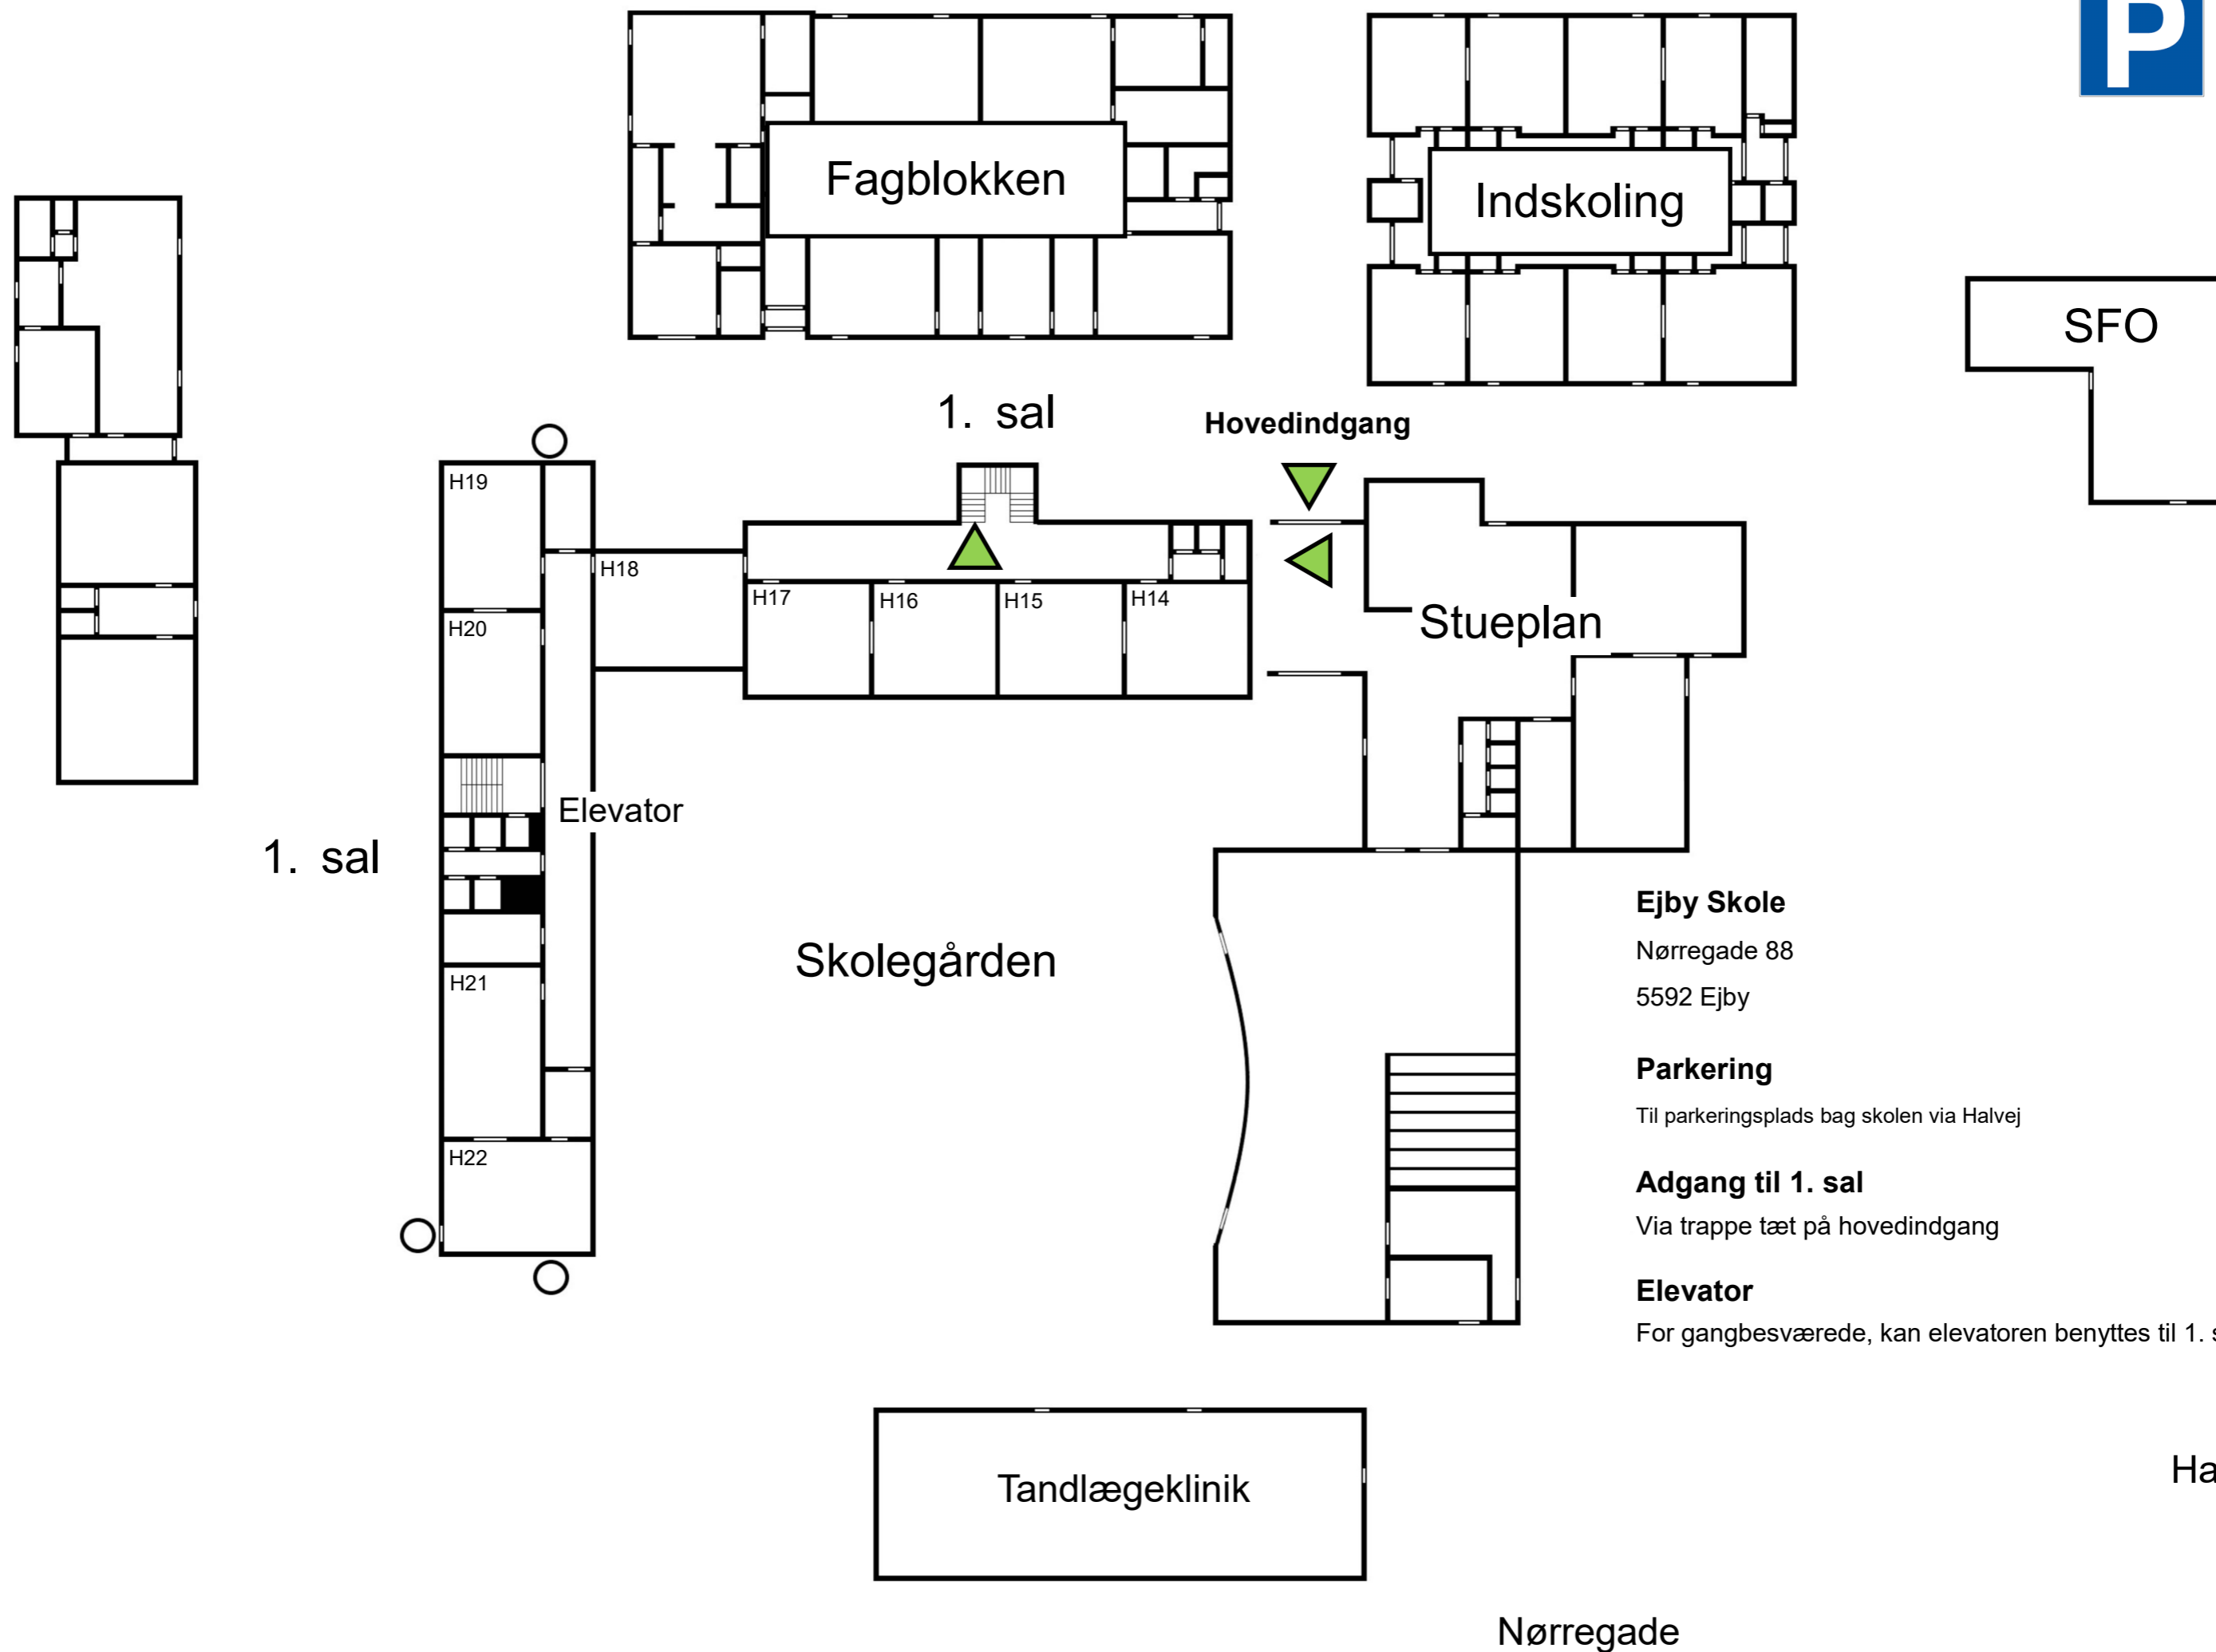 P
Fagblokken
Indskoling
SFO
1. sal
Hovedindgang
H19
H18
H17
H16
H15
H14
H20
Stueplan
Elevator
1. sal
Skolegården
H21
H22
Ejby Skole
Nørregade 88
5592 Ejby
Parkering
Til parkeringsplads bag skolen via Halvej
Adgang til 1. sal
Via trappe tæt på hovedindgang
Elevator
For gangbesværede, kan elevatoren benyttes til 1. s
Tandlægeklinik
Ha
Nørregade